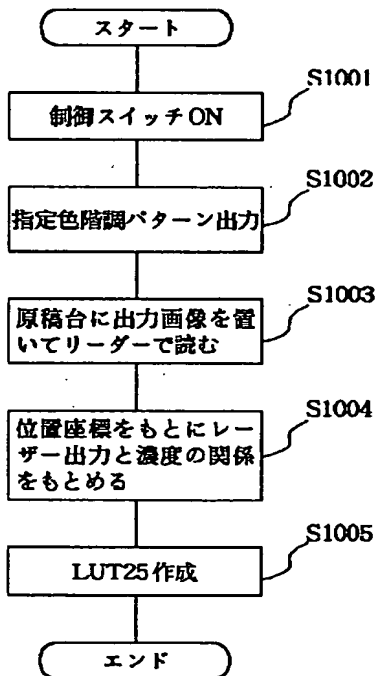 スタート
S1001
制御スイッチON
S1002
指定色階調パターン出力
S1003
原稿台に出力画像を置
いてリーダーで読む
S1004
位置座標をもとにレー
ザー出力と濃度の関係
をもとめる
S1005
LUT25作成
エンド